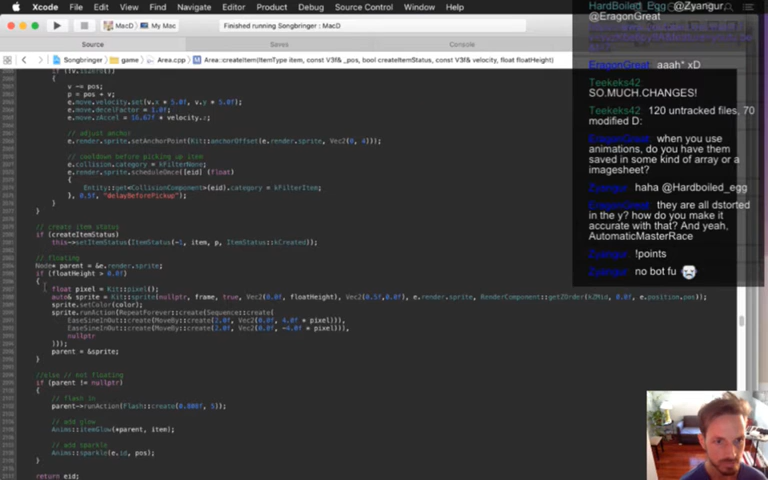 Xcode File Edit View Find Navigate Editor Product Debug Source Control Window
MacD My Mac
Finished running Songbringer : MacD
Source Saves Console
Songbringer game Area.cpp Area::createItem(ItemType item, const V3f& _pos, bool createItemStatus, const V3f& velocity, float floatHeight)
{
v -= pos;
p = pos + v;
e.move.velocity.set(v.x * 5.0f, v.y * 5.0f);
e.move.decelFactor = 1.0f;
e.move.zAccel = 16.67f * velocity.z;
}
// adjust anchor
e.render.sprite.setAnchorPoint(Kit::anchorOffset(e.render.sprite, Vec2(0, 4)));
// cooldown before picking up item
e.collision.category = kFilterNone;
e.render.sprite.scheduleOnce([eid] (float)
{
Entity::get<CollisionComponent>(eid).category = kFilterItem;
}, 0.5f, "delayBeforePickup");
}
// create item status
if (createItemStatus)
this->setItemStatus(ItemStatus(-1, item, p, ItemStatus::kCreated));
// floating
Node* parent = &e.render.sprite;
if (floatHeight > 0.0f)
{
float pixel = Kit::pixel();
auto& sprite = Kit::sprite(nullptr, frame, true, Vec2(0.0f, floatHeight), Vec2(0.5f,0.0f), e.render.sprite, RenderComponent::getZOrder(kZMid, 0.0f, e.position.pos));
sprite.setColor(color);
sprite.runAction(RepeatForever::create(Sequence::create(
EaseSineInOut::create(MoveBy::create(2.0f, Vec2(0.0f, 4.0f * pixel))),
EaseSineInOut::create(MoveBy::create(2.0f, Vec2(0.0f, -4.0f * pixel))),
nullptr
)));
parent = &sprite;
}
//else // not floating
if (parent != nullptr)
{
// flash in
parent->runAction(Flash::create(0.808f, 5));
// add glow
Anims::itemGlow(*parent, item);
// add sparkle
Anims::sparkle(e.id, pos);
}
return eid;
HardBoiled_Egg @Zyangur,
@EragonGreat
EragonGreat aaah* xD
Teekeks42
SO.MUCH.CHANGES!
Teekeks42 120 untracked files, 70
modified D:
EragonGreat when you use
animations, do you have them
saved in some kind of array or a
imagesheet?
Zyangur haha @Hardboiled_egg
EragonGreat they are all dstorted
in the y? how do you make it
accurate with that? And yeah,
AutomaticMasterRace
Zyangur !points
Zyangur no bot fu